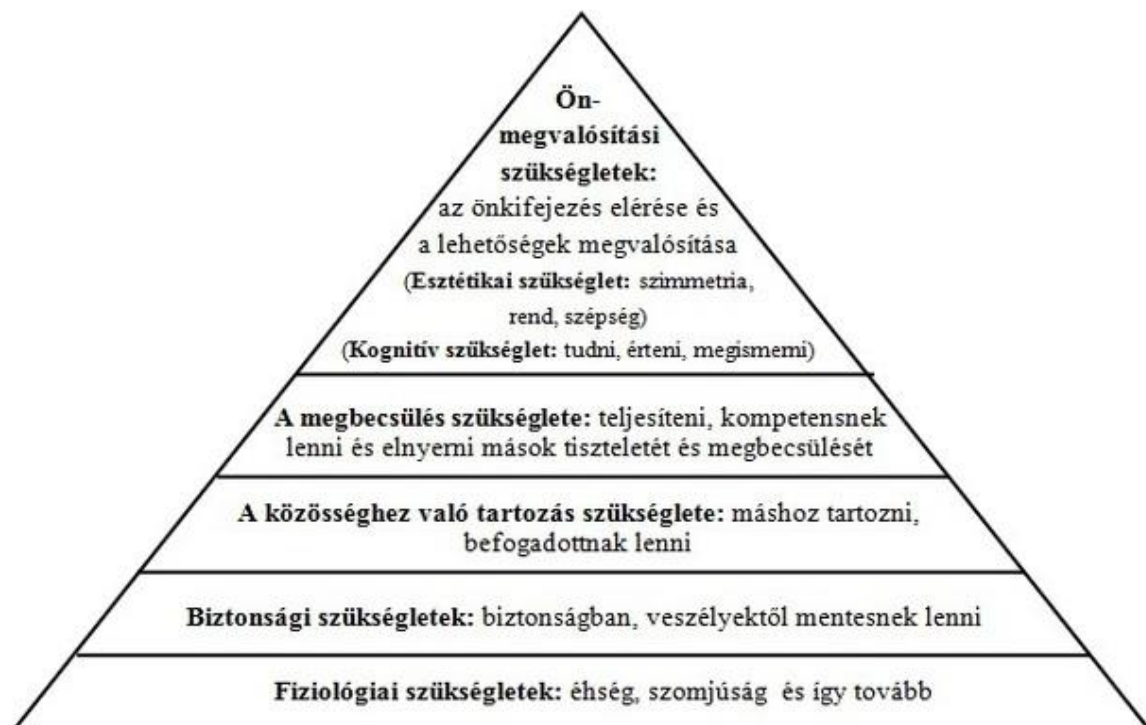 Ön-
megvalósítási
szükségletek:
az önkifejezés elérése és
a lehetőségek megvalósítása
(Esztétikai szükséglet: szimmetria,
rend, szépség)
(Kognitív szükséglet: tudni, érteni, megismerni)
A megbecsülés szükséglete: teljesíteni, kompetensnek
lenni és elnyerni mások tiszteletét és megbecsülését
A közösséghez való tartozás szükséglete: máshoz tartozni,
befogadottnak lenni
Biztonsági szükségletek: biztonságban, veszélyektől mentesnek lenni
Fiziológiai szükségletek: éhség, szomjúság és így tovább